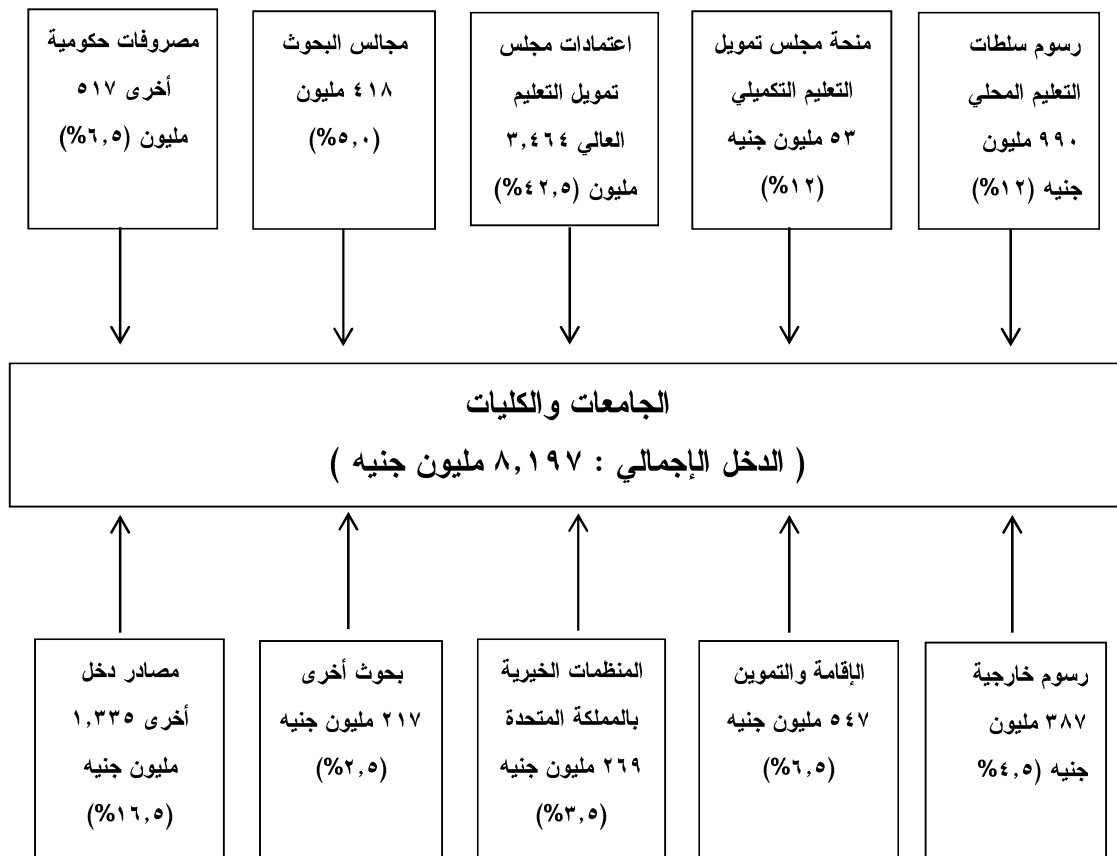 رسوم سلطات
التعليم المحلي
٩٩٠ مليون
جنيه (١٢%)
منحة مجلس تمويل
التعليم التكميلي
٥٣ مليون جنيه
(١٢%)
اعتمادات مجلس
تمويل التعليم
العالي ٣,٤٦٤
مليون (٤٢,٥%)
مجالس البحوث
٤١٨ مليون
(٥,٠%)
مصروفات حكومية
أخرى ٥١٧
مليون (٦,٥%)
الجامعات والكليات
( الدخل الإجمالي : ٨,١٩٧ مليون جنيه )
رسوم خارجية
٣٨٧ مليون
جنيه (٤,٥%
الإقامة والتموين
٥٤٧ مليون جنيه
(٦,٥%)
المنظمات الخيرية
بالمملكة المتحدة
٢٦٩ مليون جنيه
(٣,٥%)
بحوث أخرى
٢١٧ مليون جنيه
(٢,٥%)
مصادر دخل
أخرى ١,٣٣٥
مليون جنيه
(١٦,٥%)